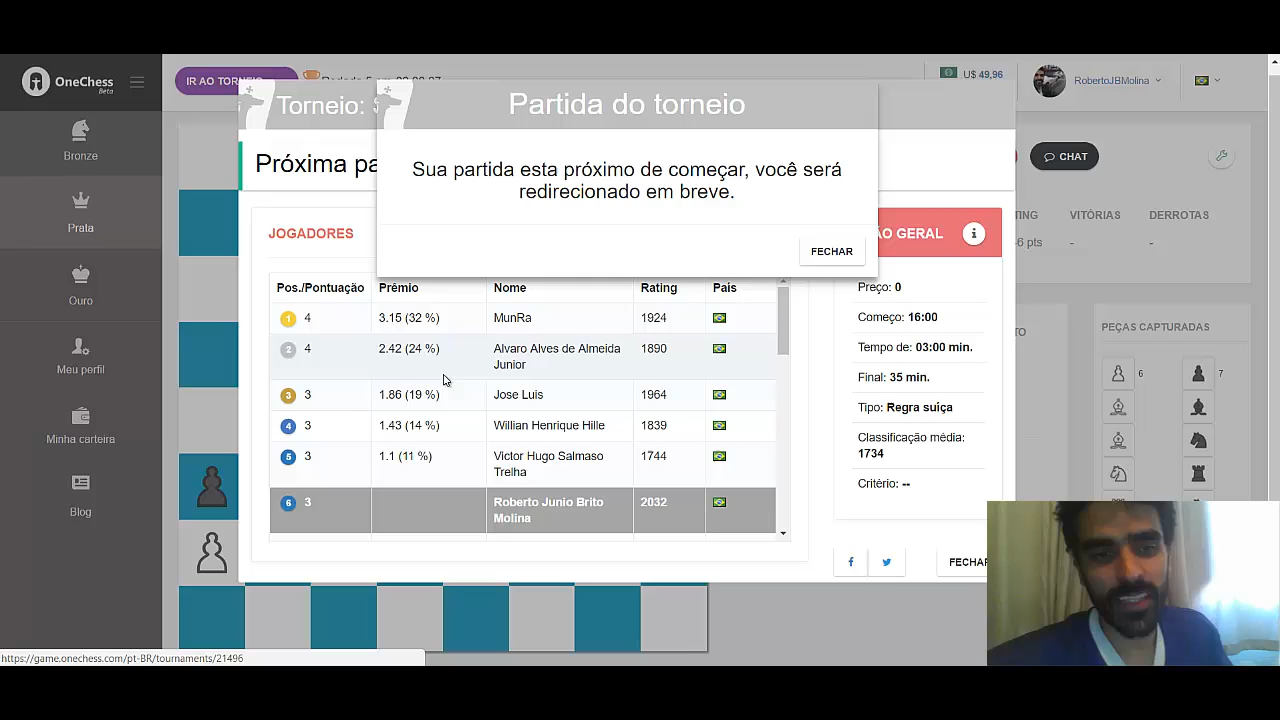 OneChess
Beta
Bronze
Prata
Ouro
Meu perfil
Minha carteira
Blog
IR AO TORNEIO
U$ 49,96
RobertoJBMolina
Torneio:
Partida do torneio
Próxima pa
Sua partida esta próximo de começar, você será
redirecionado em breve.
FECHAR
CHAT
TING VITÓRIAS DERROTAS
6 pts - -
JOGADORES
ÃO GERAL
Pos./Pontuação Prêmio Nome Rating Pais
1 4 3.15 (32 %) MunRa 1924
2 4 2.42 (24 %) Alvaro Alves de Almeida Junior 1890
3 3 1.86 (19 %) Jose Luis 1964
4 3 1.43 (14 %) Willian Henrique Hille 1839
5 3 1.1 (11 %) Victor Hugo Salmaso Trelha 1744
6 3 Roberto Junio Brito Molina 2032
Preço: 0
Começo: 16:00
Tempo de: 03:00 min.
Final: 35 min.
Tipo: Regra suíça
Classificação média:
1734
Critério: --
FECHAR
TO
PEÇAS CAPTURADAS
6 7
https://game.onechess.com/pt-BR/tournaments/21496